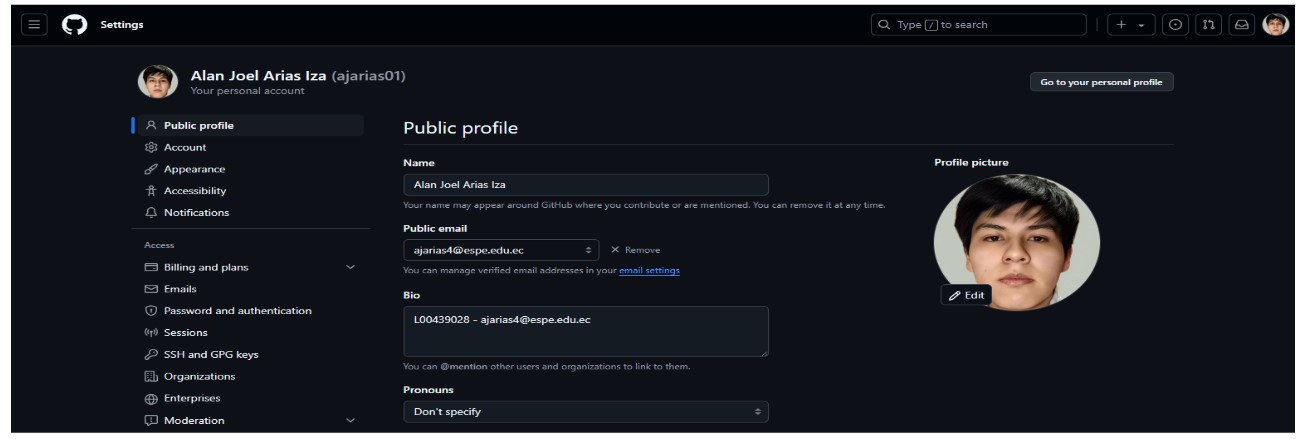 Settings
Type / to search
Alan Joel Arias Iza (ajarias01)
Your personal account
Go to your personal profile
Public profile
Account
Appearance
Accessibility
Notifications
Access
Billing and plans
Emails
Password and authentication
Sessions
SSH and GPG keys
Organizations
Enterprises
Moderation
Public profile
Name
Alan Joel Arias Iza
Your name may appear around GitHub where you contribute or are mentioned. You can remove it at any time.
Public email
ajarias4@espe.edu.ec
Remove
You can manage verified email addresses in your email settings
Bio
L00439028 - ajarias4@espe.edu.ec
You can @mention other users and organizations to link to them.
Pronouns
Don't specify
Profile picture
Edit